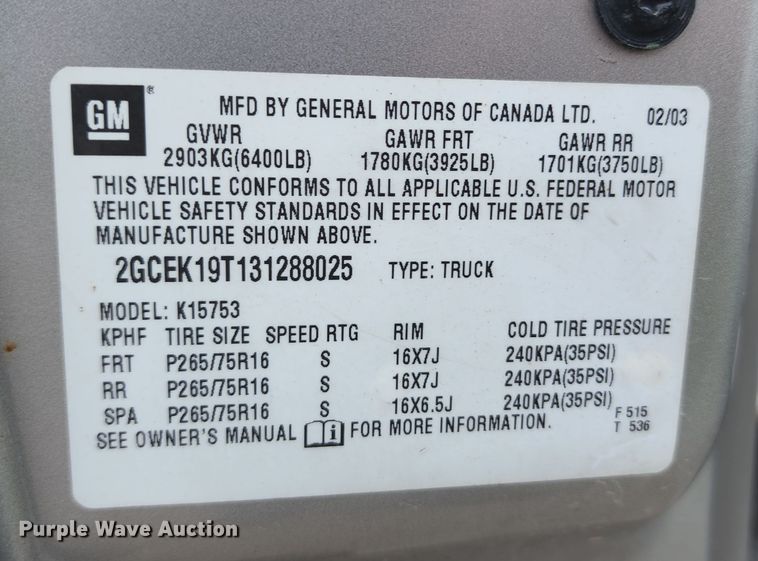 GM ®
MFD BY GENERAL MOTORS OF CANADA LTD. 02/03
GVWR GAWR FRT GAWR RR
2903KG(6400LB) 1780KG(3925LB) 1701KG(3750LB)
THIS VEHICLE CONFORMS TO ALL APPLICABLE U.S. FEDERAL MOTOR
VEHICLE SAFETY STANDARDS IN EFFECT ON THE DATE OF
MANUFACTURE SHOWN ABOVE.
2GCEK19T131288025 TYPE: TRUCK
MODEL: K15753
KPHF TIRE SIZE SPEED RTG RIM COLD TIRE PRESSURE
FRT P265/75R16 S 16X7J 240KPA(35PSI)
RR P265/75R16 S 16X7J 240KPA(35PSI)
SPA P265/75R16 S 16X6.5J 240KPA(35PSI)
F 515
SEE OWNER'S MANUAL i FOR MORE INFORMATION. T 536
Purple Wave Auction